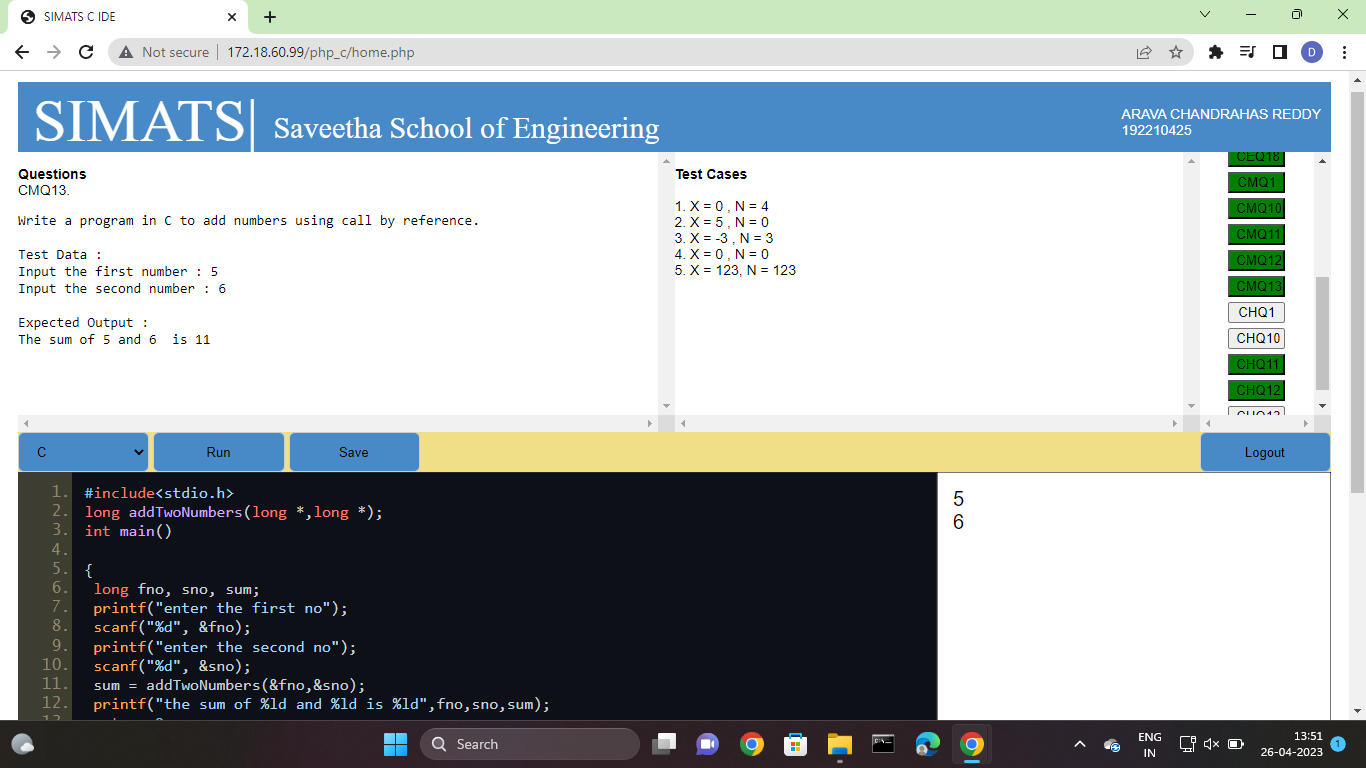 SIMATS C IDE
Not secure
172.18.60.99/php_c/home.php
D
SIMATS| Saveetha School of Engineering
ARAVA CHANDRAHAS REDDY
192210425
Questions
CMQ13.
Write a program in C to add numbers using call by reference.
Test Data :
Input the first number : 5
Input the second number : 6
Expected Output :
The sum of 5 and 6  is 11
Test Cases
1. X = 0 , N = 4
2. X = 5 , N = 0
3. X = -3 , N = 3
4. X = 0 , N = 0
5. X = 123, N = 123
CEQ18
CMQ1
CMQ10
CMQ11
CMQ12
CMQ13
CHQ1
CHQ10
CHQ11
CHQ12
C
Run
Save
Logout
1. #include<stdio.h>
2. long addTwoNumbers(long *,long *);
3. int main()
4.
5. {
6. long fno, sno, sum;
7. printf("enter the first no");
8. scanf("%d", &fno);
9. printf("enter the second no");
10. scanf("%d", &sno);
11. sum = addTwoNumbers(&fno,&sno);
12. printf("the sum of %ld and %ld is %ld",fno,sno,sum);
5
6
Search
ENG
IN
13:51
26-04-2023
1